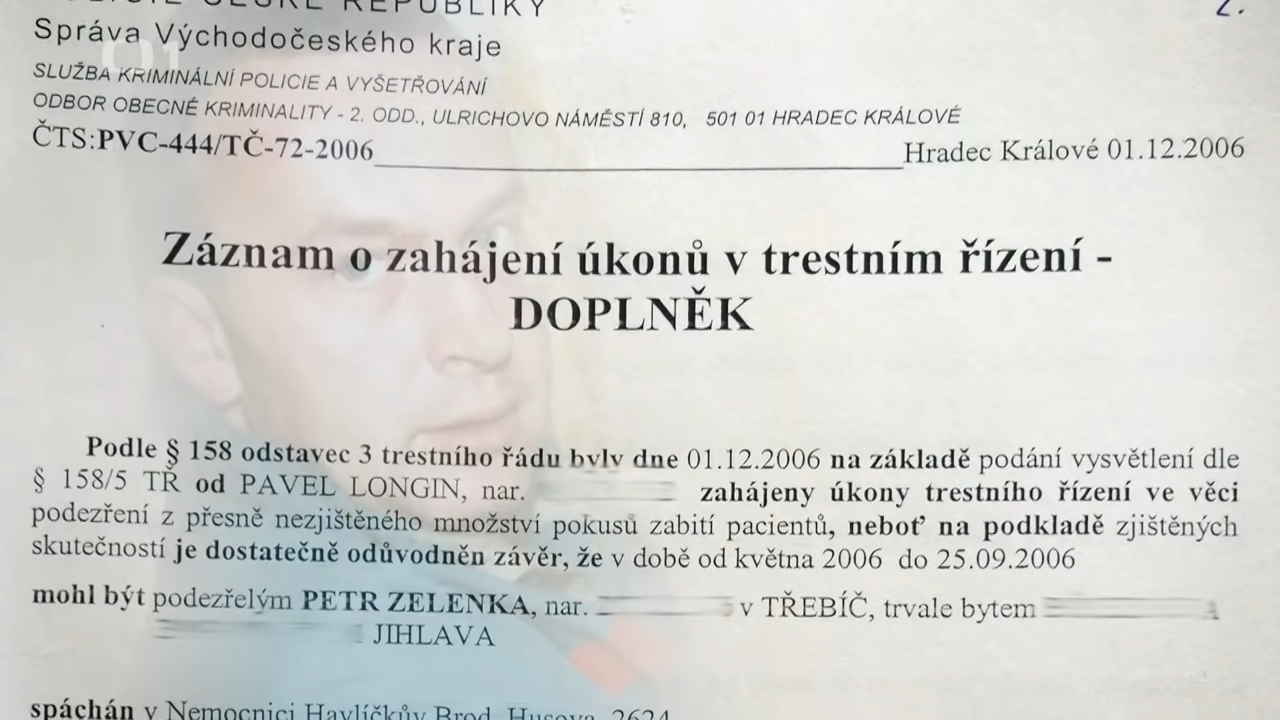 ČESKÉ REPUBLIKY
2.
Správa Východočeského kraje
SLUŽBA KRIMINÁLNÍ POLICIE A VYŠETŘOVÁNÍ
ODBOR OBECNÉ KRIMINALITY - 2. ODD., ULRICHOVO NÁMĚSTÍ 810, 501 01 HRADEC KRÁLOVÉ
ČTS:PVC-444/TČ-72-2006 Hradec Králové 01.12.2006
Záznam o zahájení úkonů v trestním řízení -
DOPLNĚK
Podle § 158 odstavec 3 trestního řádu byly dne 01.12.2006 na základě podání vysvětlení dle
§ 158/5 TŘ od PAVEL LONGIN, nar. zahájeny úkony trestního řízení ve věci
podezření z přesně nezjištěného množství pokusů zabití pacientů, neboť na podkladě zjištěných
skutečností je dostatečně odůvodněn závěr, že v době od května 2006 do 25.09.2006
mohl být podezřelým PETR ZELENKA, nar. v TŘEBÍČ, trvale bytem
JIHLAVA
spáchán v Nemocnici Havlíčkův Brod, Husova 2624